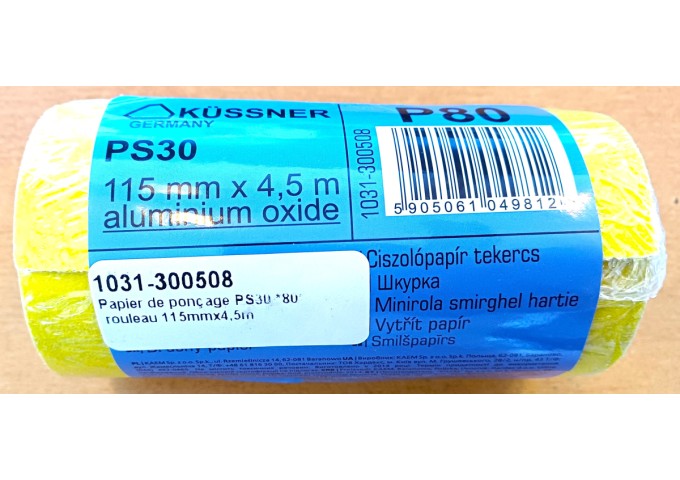 KÜSSNER
GERMANY
PS30
115 mm x 4,5 m
aluminium oxide
P80
1031-300508
5 905061 04981
1031-300508
Papier de ponçage PS30 *80*
rouleau 115mmx4,5m
Ciszolópapír tekercs
Шкурка
Minirola smirghel hartie
Vytřít papír
Smilšpapīrs